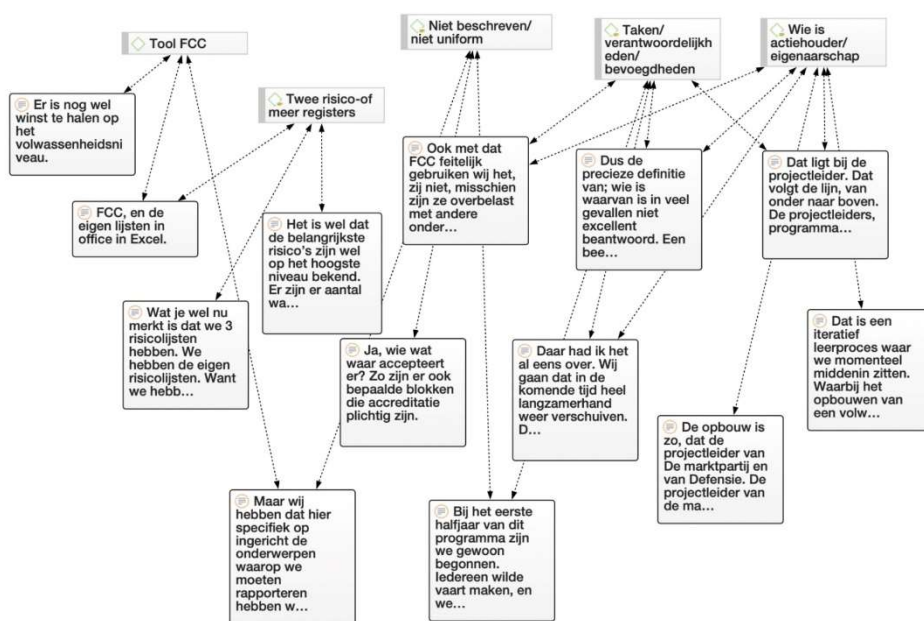 Tool FCC
Niet beschreven/
niet uniform
Taken/
verantwoordelijkh
eden/
bevoegdheden
Wie is
actiehouder/
eigenaarschap
Er is nog wel
winst te halen op
het
volwassenheidsni
veau.
Twee risico-of
meer registers
Ook met dat
FCC feitelijk
gebruiken wij het,
zij niet, misschien
zijn ze overbelast
met andere
onder…
Dus de
precieze definitie
van; wie is
waarvan is in veel
gevallen niet
excellent
beantwoord. Een
bee…
Dat ligt bij de
projectleider. Dat
volgt de lijn, van
onder naar boven.
De projectleiders,
programma…
FCC, en de
eigen lijsten in
office in Excel.
Het is wel dat
de belangrijkste
risico's zijn wel
op het hoogste
niveau bekend.
Er zijn er aantal
wa…
Wat je wel nu
merkt is dat we 3
risicolijsten
hebben. We
hebben de eigen
risicolijsten. Want
we hebb…
Ja, wie wat
waar accepteert
er? Zo zijn er ook
bepaalde blokken
die accreditatie
plichtig zijn.
Daar had ik het
al eens over. Wij
gaan dat in de
komende tijd heel
langzamerhand
weer verschuiven.
D…
Dat is een
iteratief
leerproces waar
we momenteel
middenin zitten.
Waarbij het
opbouwen van
een volw…
De opbouw is
zo, dat de
projectleider van
De marktpartij en
van Defensie. De
projectleider van
de ma…
Maar wij
hebben dat hier
specifiek op
ingericht de
onderwerpen
waarop we
moeten
rapporteren
hebben w…
Bij het eerste
halfjaar van dit
programma zijn
we gewoon
begonnen.
Iedereen wilde
vaart maken, en
we…